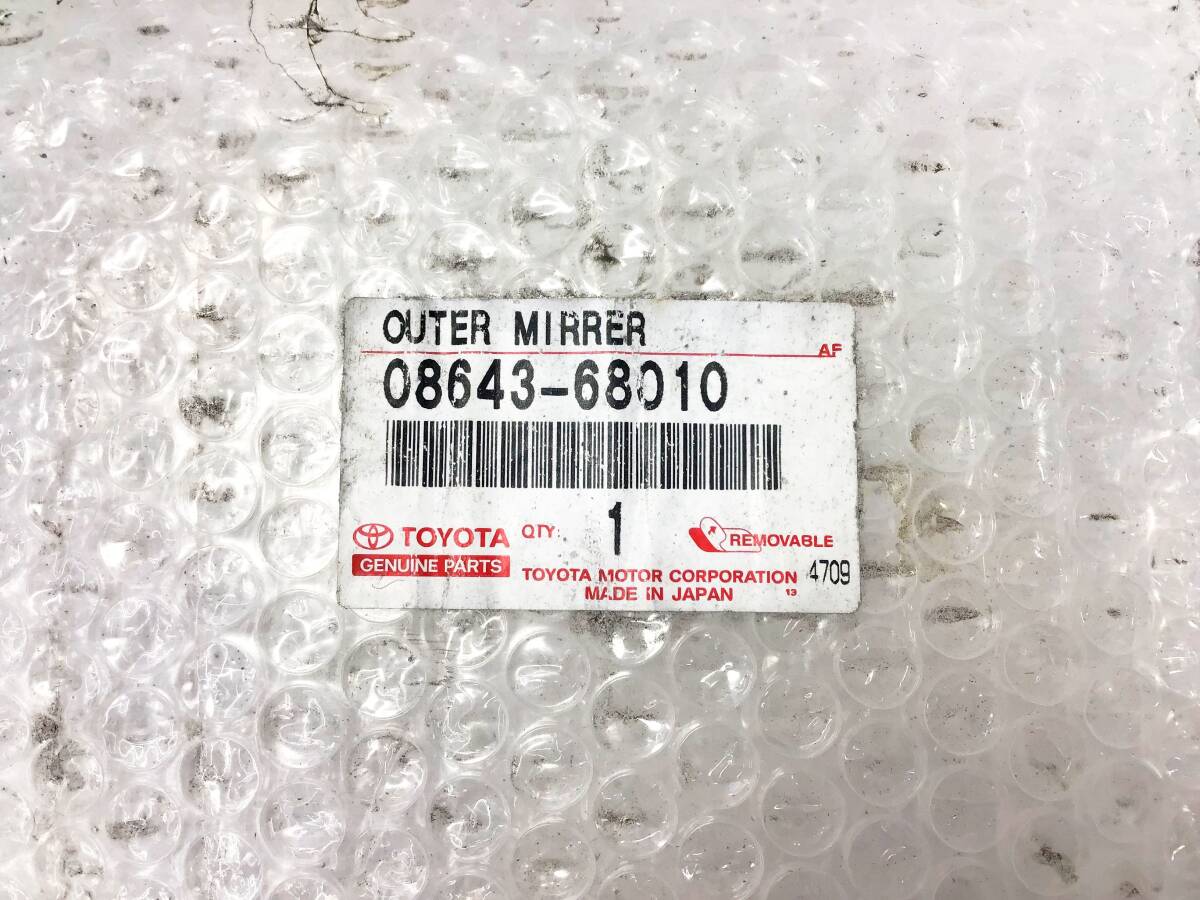 OUTER MIRRER
AF
08643-68010
TOYOTA QTY: 1 REMOVABLE
GENUINE PARTS
TOYOTA MOTOR CORPORATION 4709
MADE IN JAPAN 13